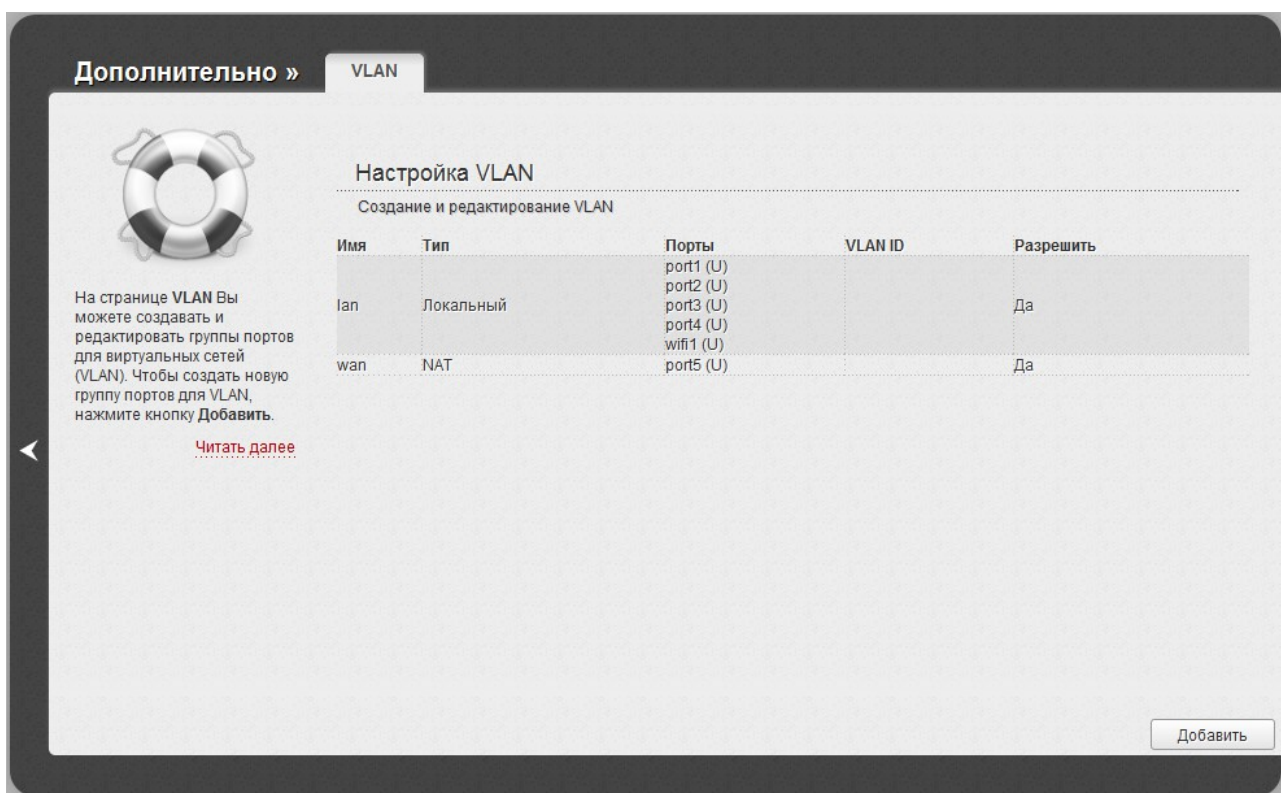 Дополнительно »
VLAN
На странице VLAN Вы
можете создавать и
редактировать группы портов
для виртуальных сетей
(VLAN). Чтобы создать новую
группу портов для VLAN,
нажмите кнопку Добавить.
Читать далее
Настройка VLAN
Создание и редактирование VLAN
Имя Тип Порты VLAN ID Разрешить
port1 (U)
port2 (U)
lan Локальный port3 (U) Да
port4 (U)
wifi1 (U)
wan NAT port5 (U) Да
Добавить